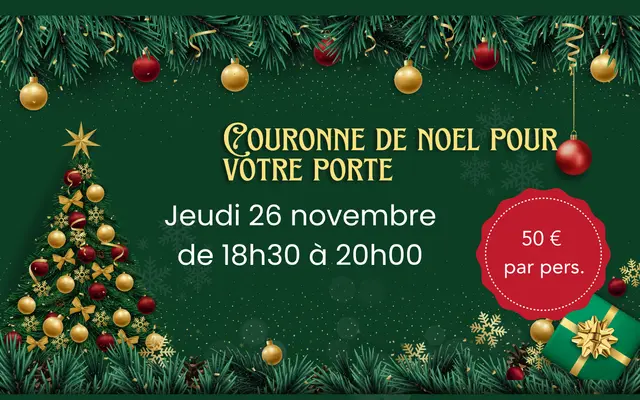 Couronne de noel pour
votre porte
Jeudi 26 novembre
de 18h30 à 20h00
50 €
par pers.